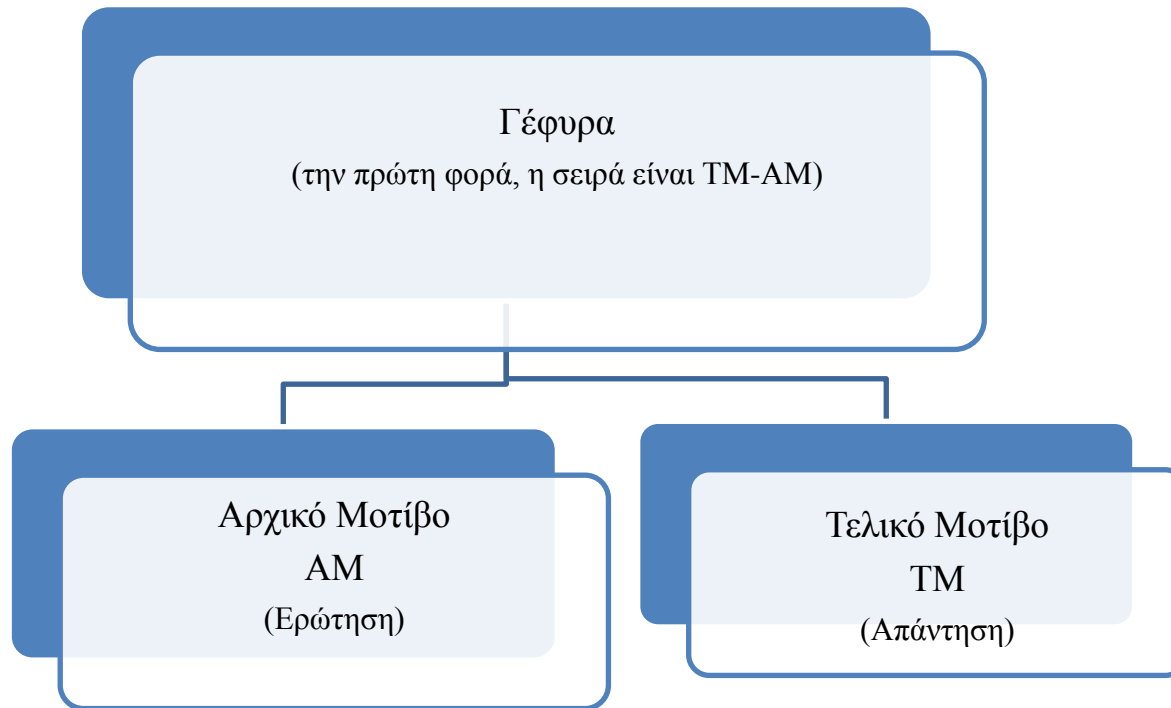 Γέφυρα
(την πρώτη φορά, η σειρά είναι ΤΜ-ΑΜ)
Αρχικό Μοτίβο
ΑΜ
(Ερώτηση)
Τελικό Μοτίβο
ΤΜ
(Απάντηση)